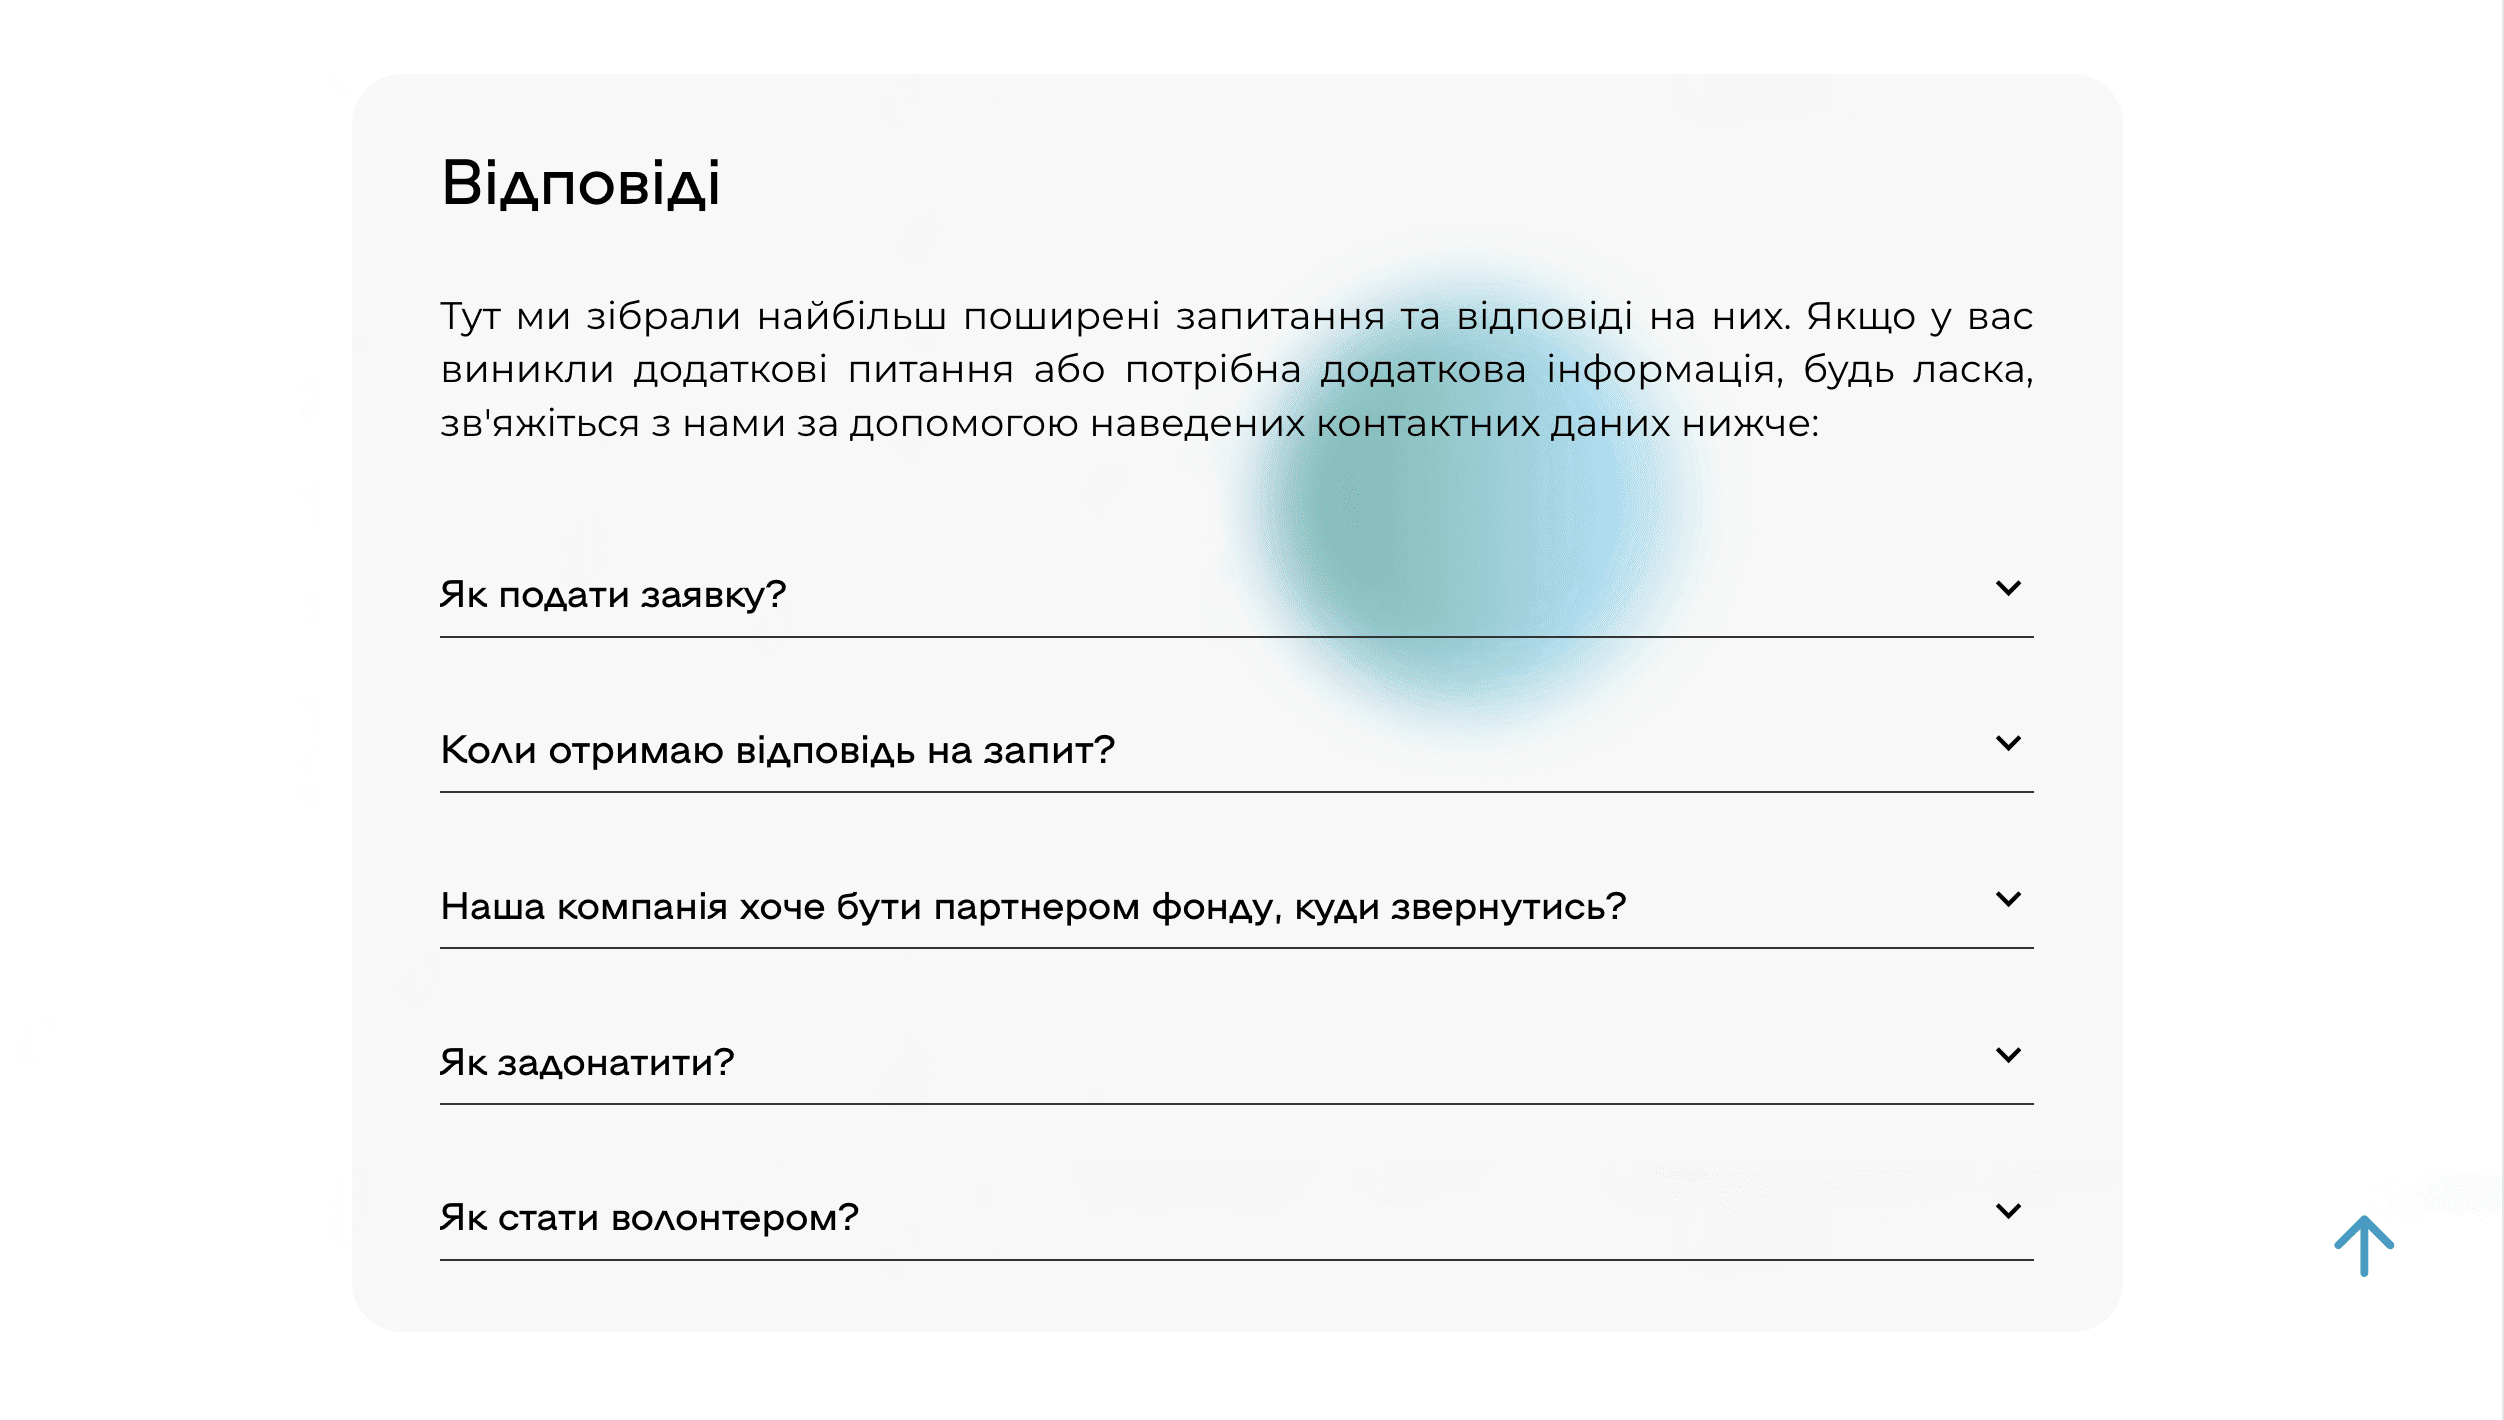 Відповіді
Тут ми зібрали найбільш поширені запитання та відповіді на них. Якщо у вас
виникли додаткові питання або потрібна додаткова інформація, будь ласка,
зв'яжіться з нами за допомогою наведених контактних даних нижче:
Як подати заявку?
Коли отримаю відповідь на запит?
Наша компанія хоче бути партнером фонду, куди звернутись?
Як задонатити?
Як стати волонтером?